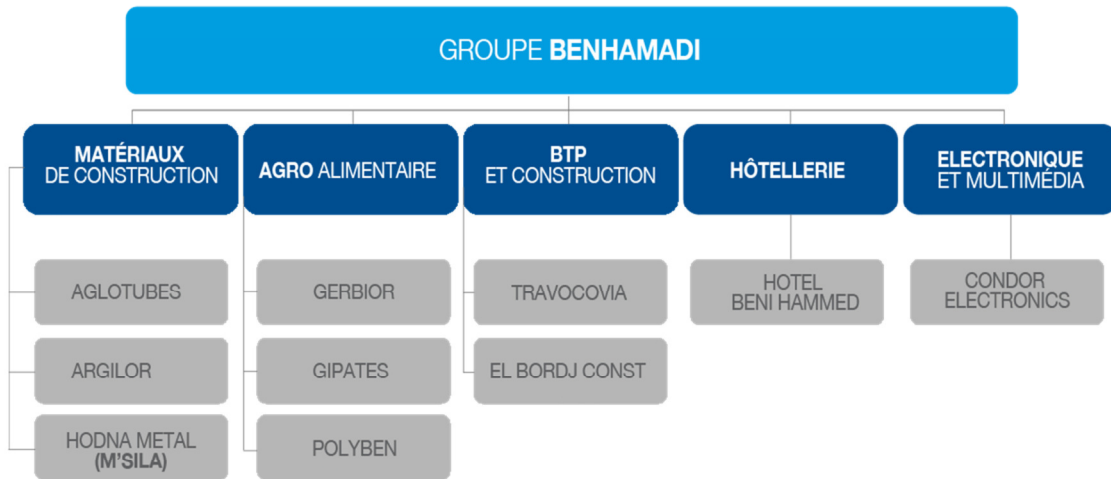 GROUPE BENHAMADI
MATÉRIAUX
DE CONSTRUCTION
AGRO ALIMENTAIRE
BTP
ET CONSTRUCTION
HÔTELLERIE
ELECTRONIQUE
ET MULTIMÉDIA
AGLOTUBES
GERBIOR
TRAVOCOVIA
HOTEL
BENI HAMMED
CONDOR
ELECTRONICS
ARGILOR
GIPATES
EL BORDJ CONST
HODNA METAL
(M'SILA)
POLYBEN